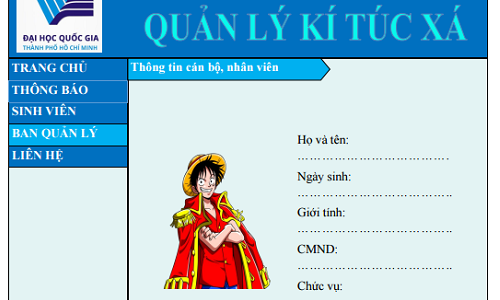 ĐẠI HỌC QUỐC GIA
THÀNH PHỐ HỒ CHÍ MINH
QUẢN LÝ KÍ TÚC XÁ
TRANG CHỦ
THÔNG BÁO
SINH VIÊN
BAN QUẢN LÝ
LIÊN HỆ
Thông tin cán bộ, nhân viên
Họ và tên:
……………………………….
Ngày sinh:
………………………………..
Giới tính:
………………………………..
CMND:
………………………………..
Chức vụ: